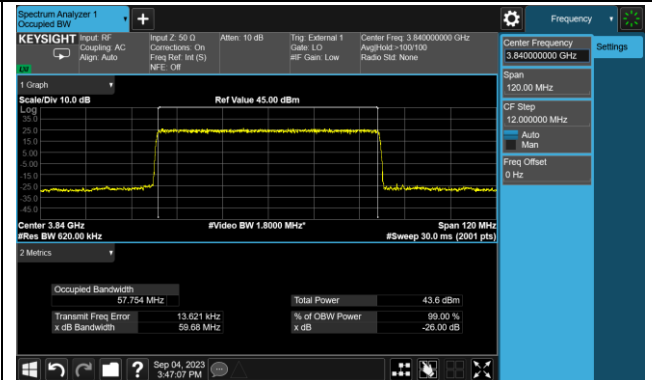 Spectrum Analyzer 1
Occupied BW
Frequency
KEYSIGHT
Input: RF
Coupling: AC
Align: Auto
Input Z: 50 Ω
Corrections: On
Freq Ref: Int (S)
NFE: Off
Atten: 10 dB
Trig: External 1
Gate: LO
#IF Gain: Low
Center Freq: 3.840000000 GHz
Avg|Hold:>100/100
Radio Std: None
1 Graph
Scale/Div 10.0 dB
Ref Value 45.00 dBm
Log
35.0
25.0
15.0
5.00
-5.00
-15.0
-25.0
-35.0
-45.0
Center 3.84 GHz
#Video BW 1.8000 MHz*
Span 120 MHz
#Res BW 620.00 kHz
#Sweep 30.0 ms (2001 pts)
2 Metrics
Occupied Bandwidth
57.754 MHz
Total Power 43.6 dBm
Transmit Freq Error 13.621 kHz
% of OBW Power 99.00 %
x dB Bandwidth 59.68 MHz
x dB -26.00 dB
Center Frequency
3.840000000 GHz
Settings
Span
120.00 MHz
CF Step
12.000000 MHz
Auto
Man
Freq Offset
0 Hz
Sep 04, 2023
3:47:07 PM